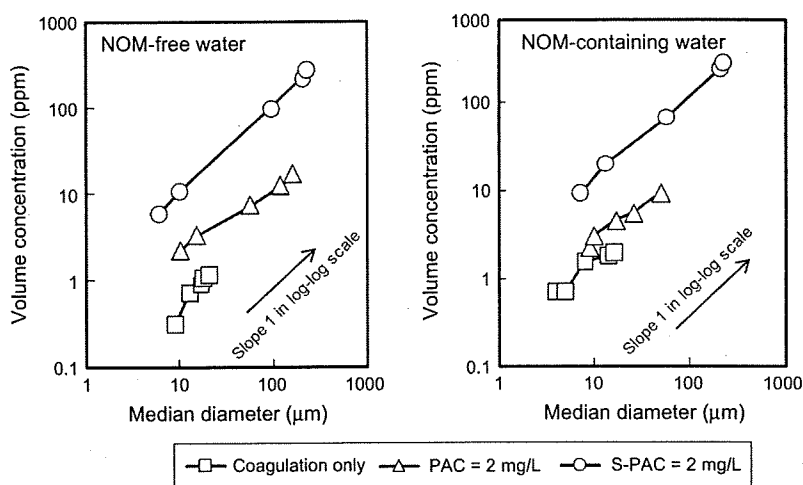 NOM-free water
Volume concentration (ppm)
1000
100
10
1
0.1
1
10
100
1000
Median diameter (μm)
Slope 1 in log-log scale
NOM-containing water
Volume concentration (ppm)
1000
100
10
1
0.1
1
10
100
1000
Median diameter (μm)
Slope 1 in log-log scale
Coagulation only
PAC = 2 mg/L
S-PAC = 2 mg/L